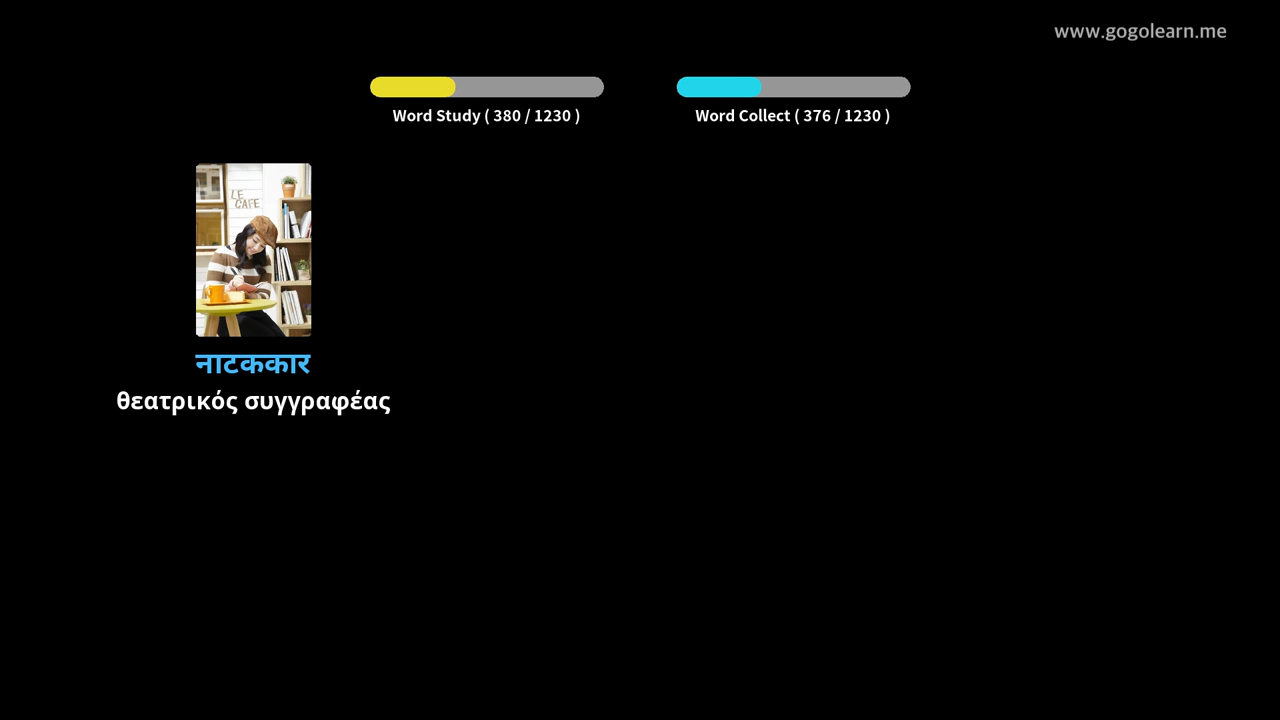 www.gogolearn.me
Word Study ( 380 / 1230 )
Word Collect ( 376 / 1230 )
LE
CAFE
नाटककार
θεατρικός συγγραφέας